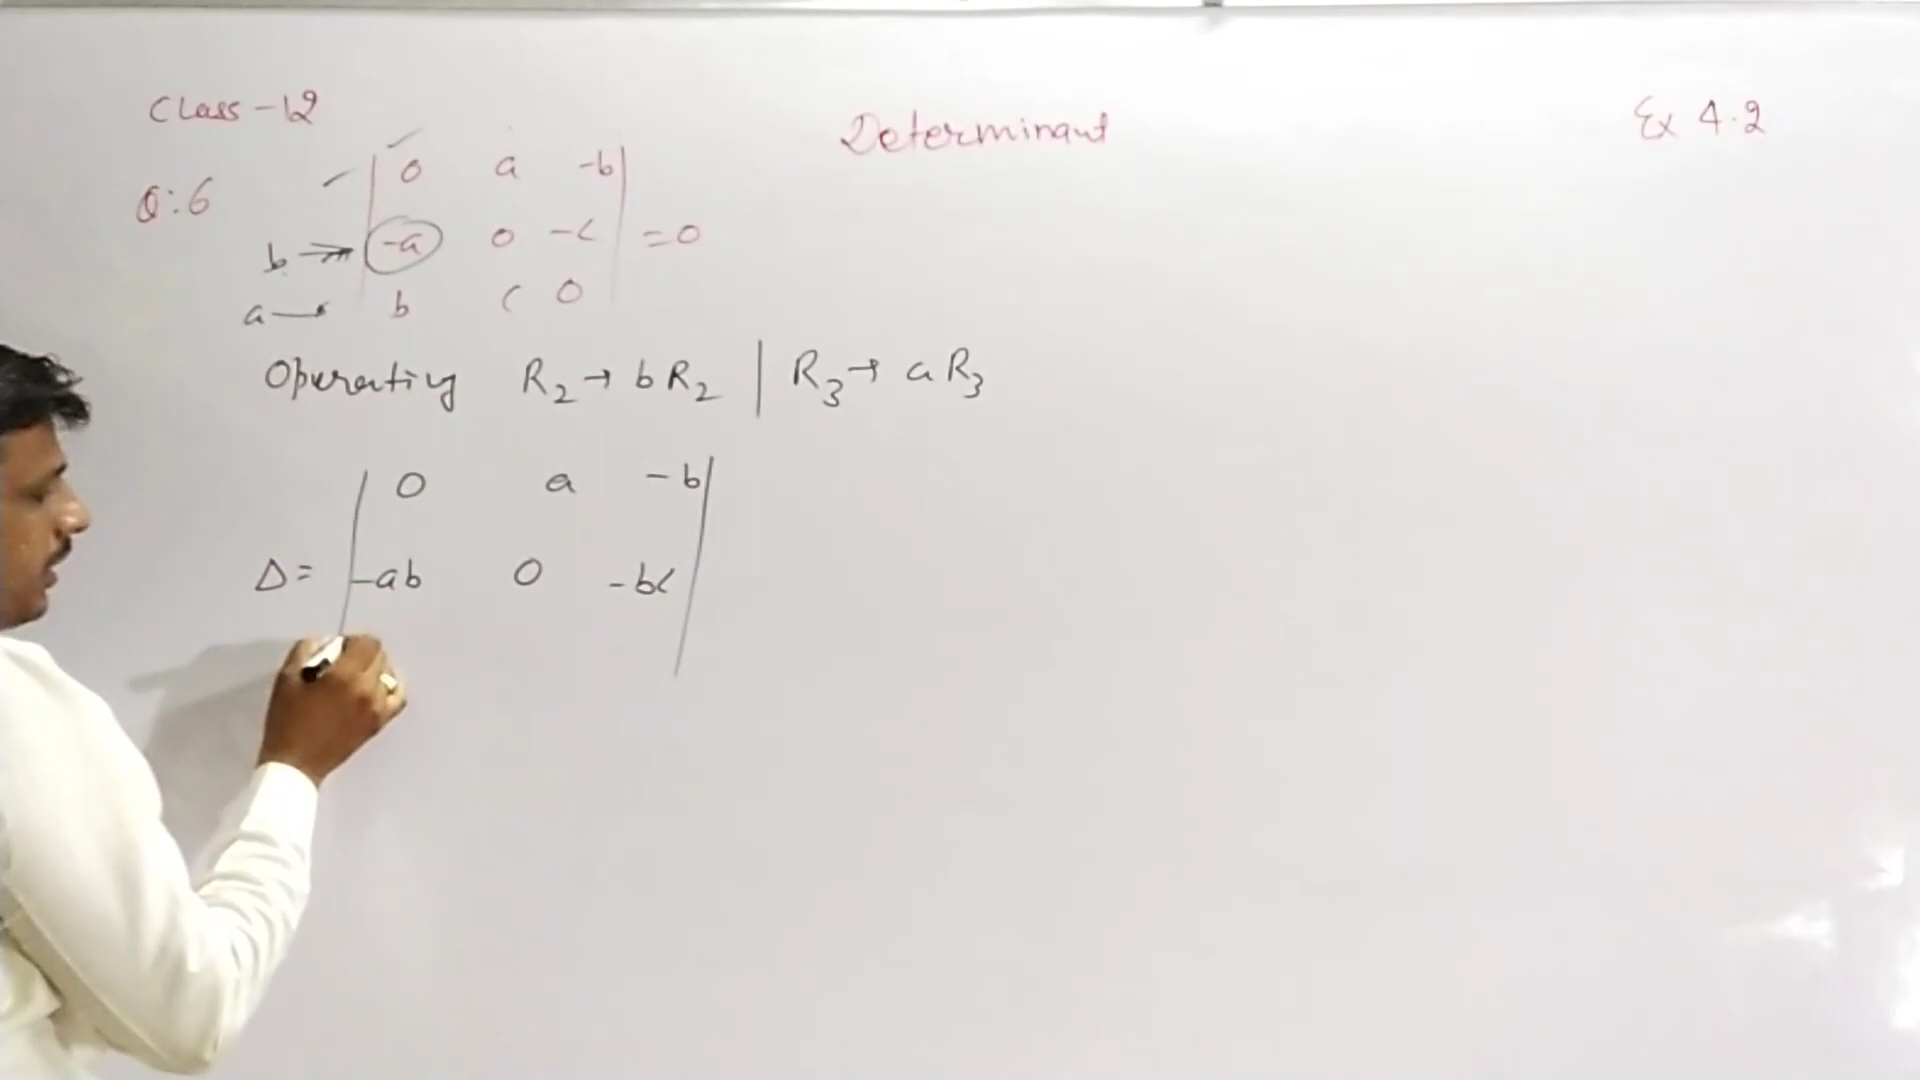 Class-12
Determinant
Ex 4.2
Q:6
0 a -b
b → -a 0 -c = 0
a → b c 0
Operating R₂→bR₂ | R₃→aR₃
0 a -b
Δ= -ab 0 -bc